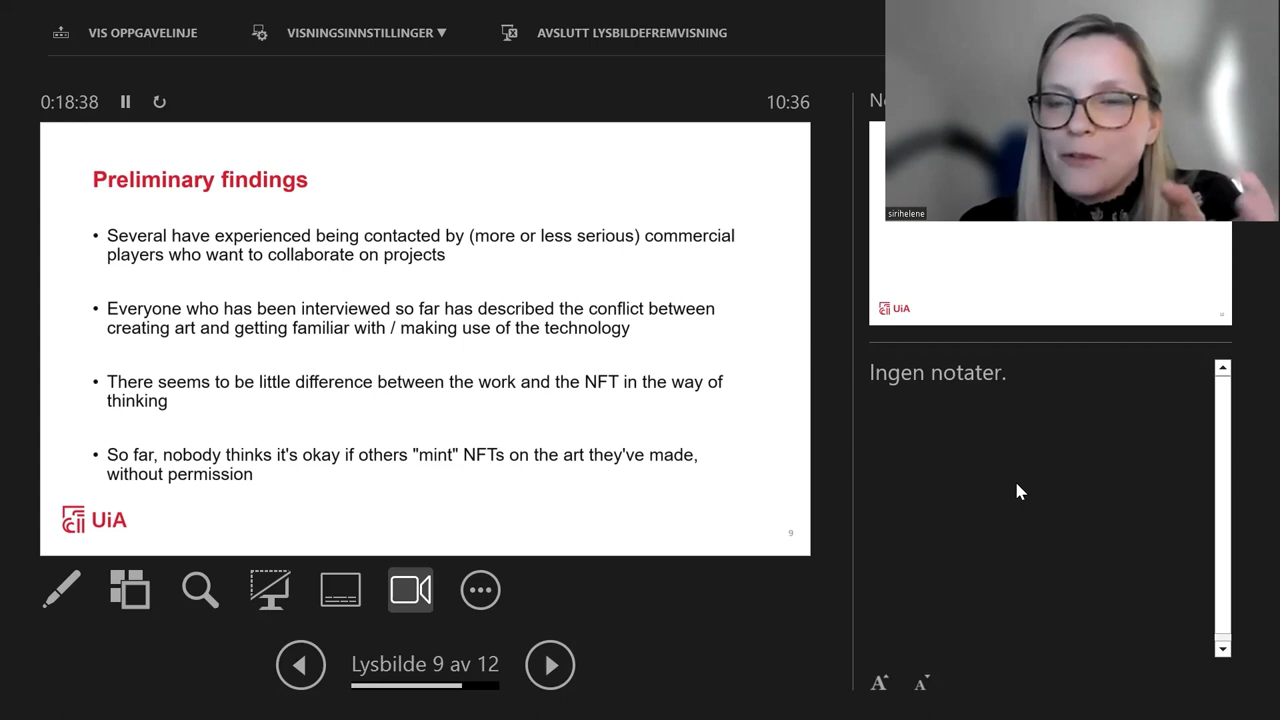 VIS OPPGAVELINJE
VISNINGSINNSTILLINGER ▼
AVSLUTT LYSBILDEFREMVISNING
0:18:38
10:36
sirihelene
Preliminary findings
• Several have experienced being contacted by (more or less serious) commercial
players who want to collaborate on projects
• Everyone who has been interviewed so far has described the conflict between
creating art and getting familiar with / making use of the technology
• There seems to be little difference between the work and the NFT in the way of
thinking
• So far, nobody thinks it's okay if others "mint" NFTs on the art they've made,
without permission
UiA
9
UiA
Ingen notater.
Lysbilde 9 av 12
A A